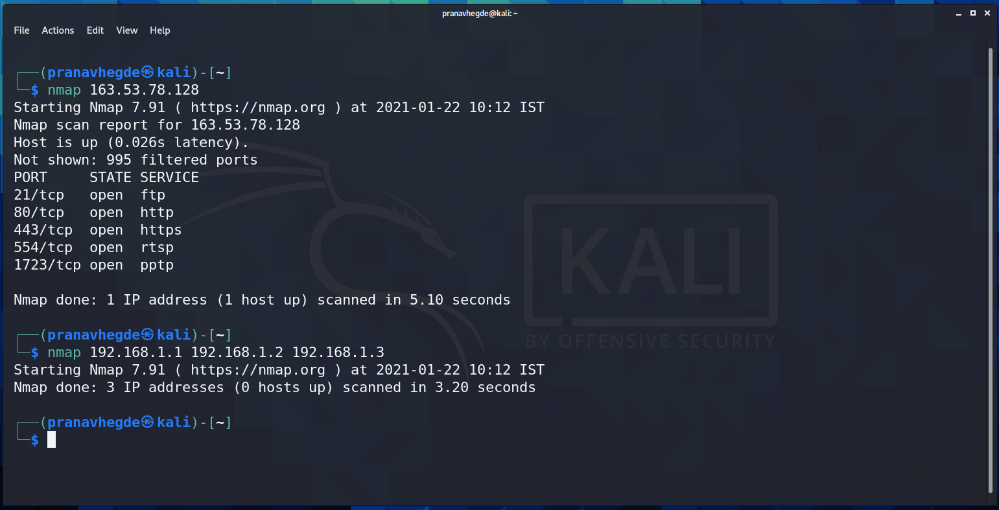 pranavhegde@kali: ~
File Actions Edit View Help
┌──(pranavhegde㉿kali)-[~]
└─$ nmap 163.53.78.128
Starting Nmap 7.91 ( https://nmap.org ) at 2021-01-22 10:12 IST
Nmap scan report for 163.53.78.128
Host is up (0.026s latency).
Not shown: 995 filtered ports
PORT     STATE SERVICE
21/tcp   open  ftp
80/tcp   open  http
443/tcp  open  https
554/tcp  open  rtsp
1723/tcp open  pptp
Nmap done: 1 IP address (1 host up) scanned in 5.10 seconds
┌──(pranavhegde㉿kali)-[~]
└─$ nmap 192.168.1.1 192.168.1.2 192.168.1.3
Starting Nmap 7.91 ( https://nmap.org ) at 2021-01-22 10:12 IST
Nmap done: 3 IP addresses (0 hosts up) scanned in 3.20 seconds
┌──(pranavhegde㉿kali)-[~]
└─$
KALI
BY OFFENSIVE SECURITY